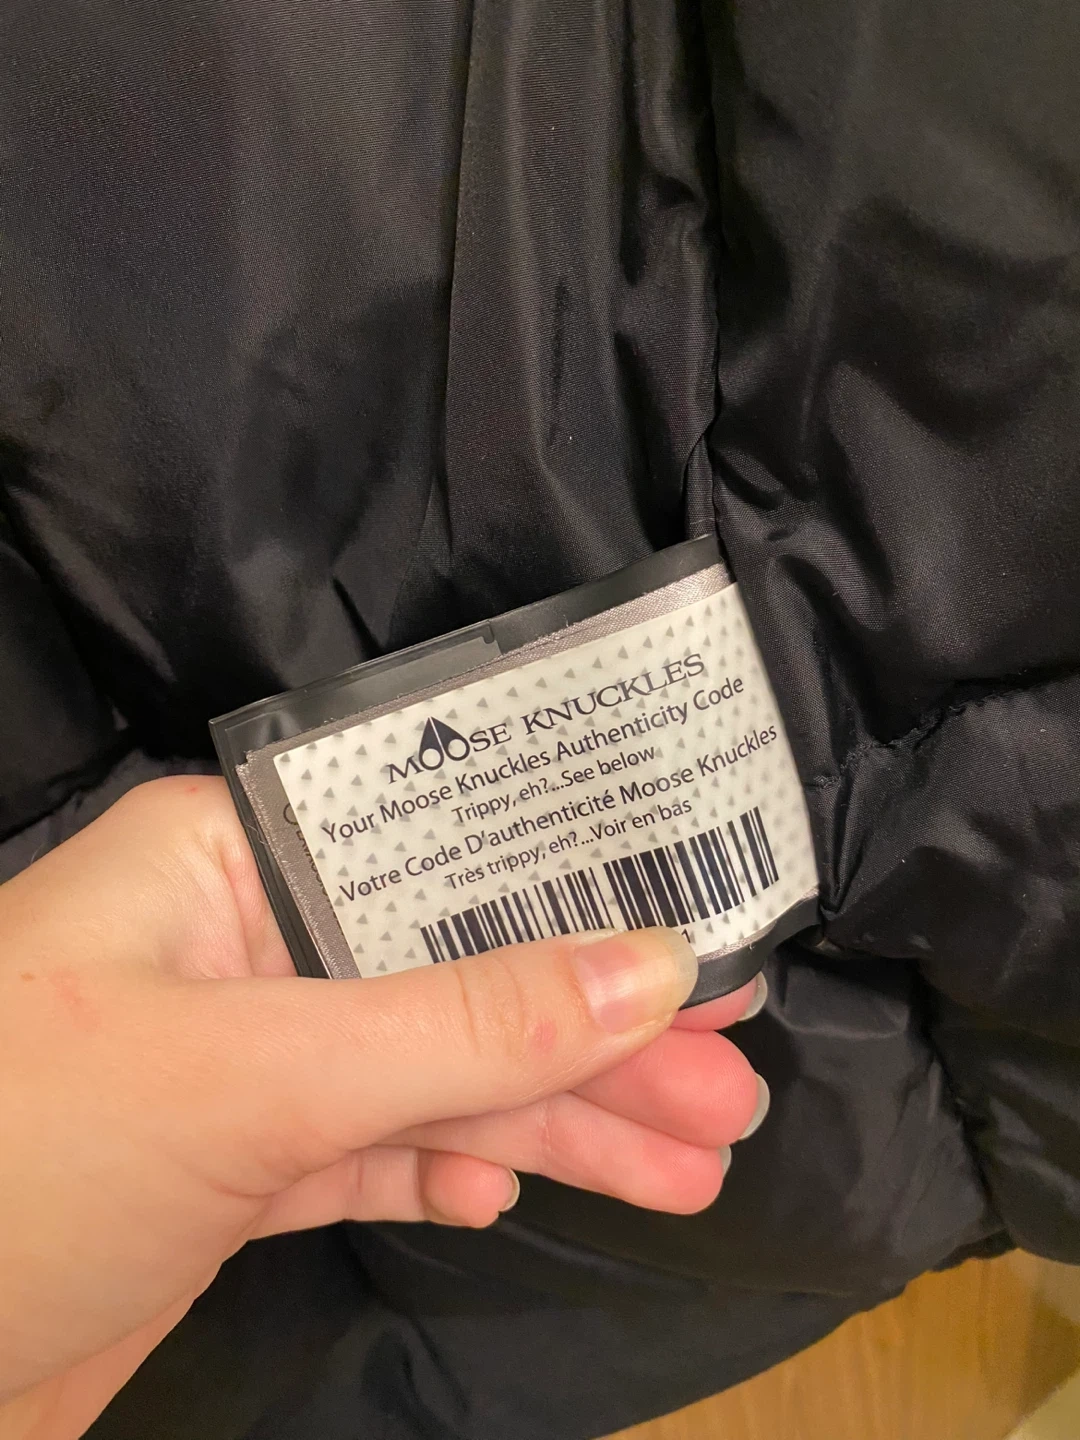 MOOSE KNUCKLES
Your Moose Knuckles Authenticity Code
Trippy, eh?...See below
Votre Code D'authenticité Moose Knuckles
Très trippy, eh?...Voir en bas
1